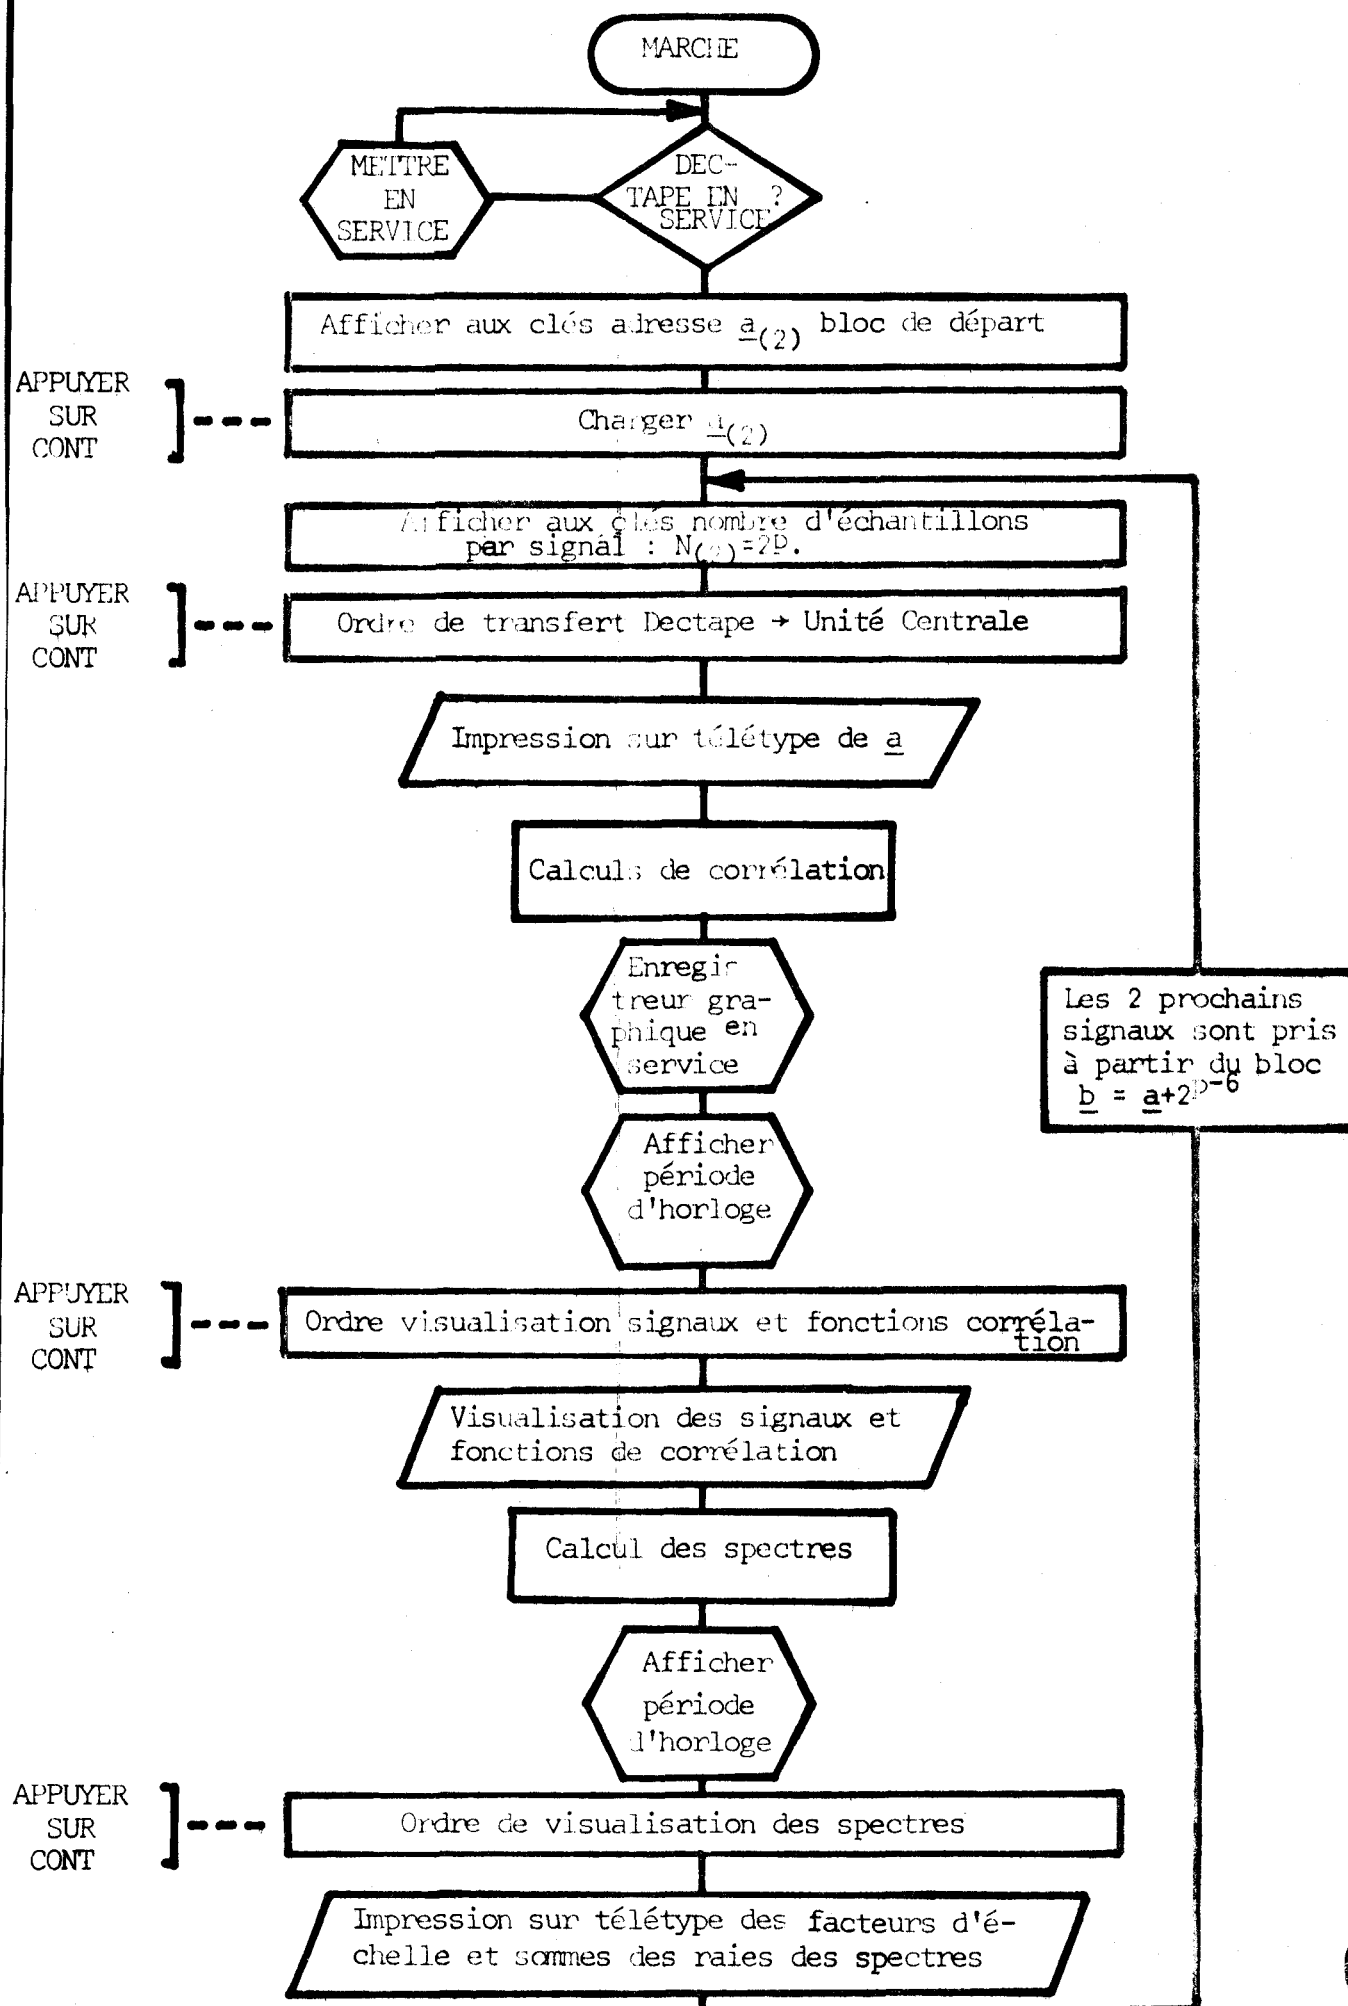 MARCHE
METTRE
EN
SERVICE
DEC-
TAPE EN ?
SERVICE
Afficher aux clés adresse a(2) bloc de départ
APPUYER
SUR
CONT
Charger a(2)
Afficher aux clés nombre d'échantillons
par signal : N(2)=2p.
APPUYER
SUR
CONT
Ordre de transfert Dectape → Unité Centrale
Impression sur télétype de a
Calculs de corrélation
Enregis
treur gra-
phique en
service
Les 2 prochains
signaux sont pris
à partir du bloc
b = a+2p-6
Afficher
période
d'horloge
APPUYER
SUR
CONT
Ordre visualisation signaux et fonctions corréla-
tion
Visualisation des signaux et
fonctions de corrélation
Calcul des spectres
Afficher
période
d'horloge
APPUYER
SUR
CONT
Ordre de visualisation des spectres
Impression sur télétype des facteurs d'é-
chelle et sommes des raies des spectres